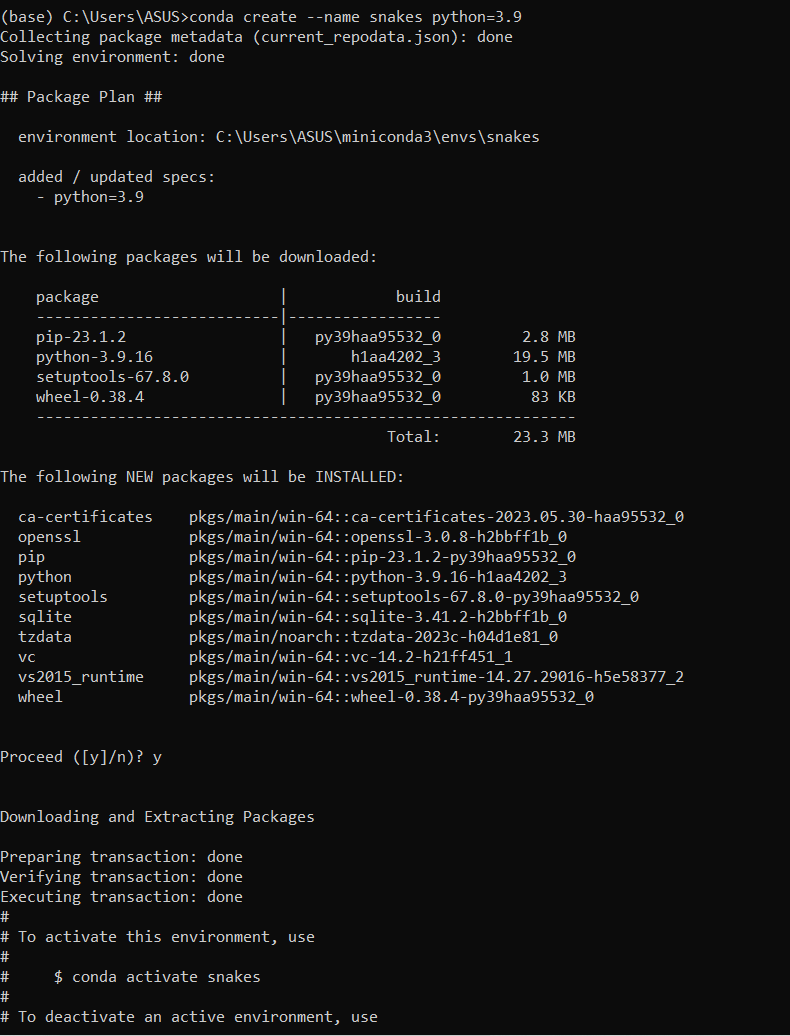 (base) C:\Users\ASUS>conda create --name snakes python=3.9
Collecting package metadata (current_repodata.json): done
Solving environment: done
## Package Plan ##
  environment location: C:\Users\ASUS\miniconda3\envs\snakes
  added / updated specs:
    - python=3.9
The following packages will be downloaded:
    package                    |            build
    ---------------------------|-----------------
    pip-23.1.2                 |   py39haa95532_0         2.8 MB
    python-3.9.16              |       h1aa4202_3        19.5 MB
    setuptools-67.8.0          |   py39haa95532_0         1.0 MB
    wheel-0.38.4               |   py39haa95532_0          83 KB
    ------------------------------------------------------------
                                           Total:        23.3 MB
The following NEW packages will be INSTALLED:
  ca-certificates    pkgs/main/win-64::ca-certificates-2023.05.30-haa95532_0
  openssl            pkgs/main/win-64::openssl-3.0.8-h2bbff1b_0
  pip                pkgs/main/win-64::pip-23.1.2-py39haa95532_0
  python             pkgs/main/win-64::python-3.9.16-h1aa4202_3
  setuptools         pkgs/main/win-64::setuptools-67.8.0-py39haa95532_0
  sqlite             pkgs/main/win-64::sqlite-3.41.2-h2bbff1b_0
  tzdata             pkgs/main/noarch::tzdata-2023c-h04d1e81_0
  vc                 pkgs/main/win-64::vc-14.2-h21ff451_1
  vs2015_runtime     pkgs/main/win-64::vs2015_runtime-14.27.29016-h5e58377_2
  wheel              pkgs/main/win-64::wheel-0.38.4-py39haa95532_0
Proceed ([y]/n)? y
Downloading and Extracting Packages
Preparing transaction: done
Verifying transaction: done
Executing transaction: done
#
# To activate this environment, use
#
#     $ conda activate snakes
#
# To deactivate an active environment, use